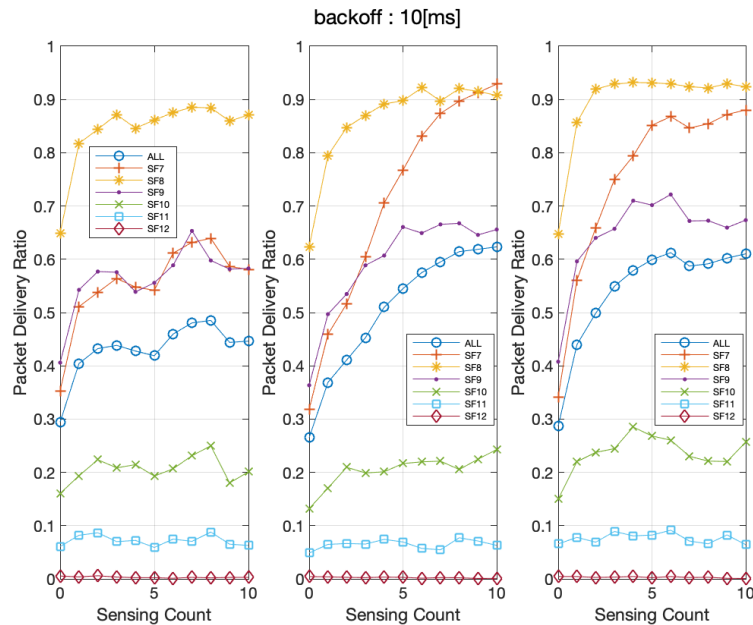 backoff : 10[ms]
Packet Delivery Ratio
1
0.9
0.8
0.7
0.6
0.5
0.4
0.3
0.2
0.1
0
ALL
SF7
SF8
SF9
SF10
SF11
SF12
0
5
10
Sensing Count
Packet Delivery Ratio
1
0.9
0.8
0.7
0.6
0.5
0.4
0.3
0.2
0.1
0
ALL
SF7
SF8
SF9
SF10
SF11
SF12
0
5
10
Sensing Count
Packet Delivery Ratio
1
0.9
0.8
0.7
0.6
0.5
0.4
0.3
0.2
0.1
0
ALL
SF7
SF8
SF9
SF10
SF11
SF12
0
5
10
Sensing Count